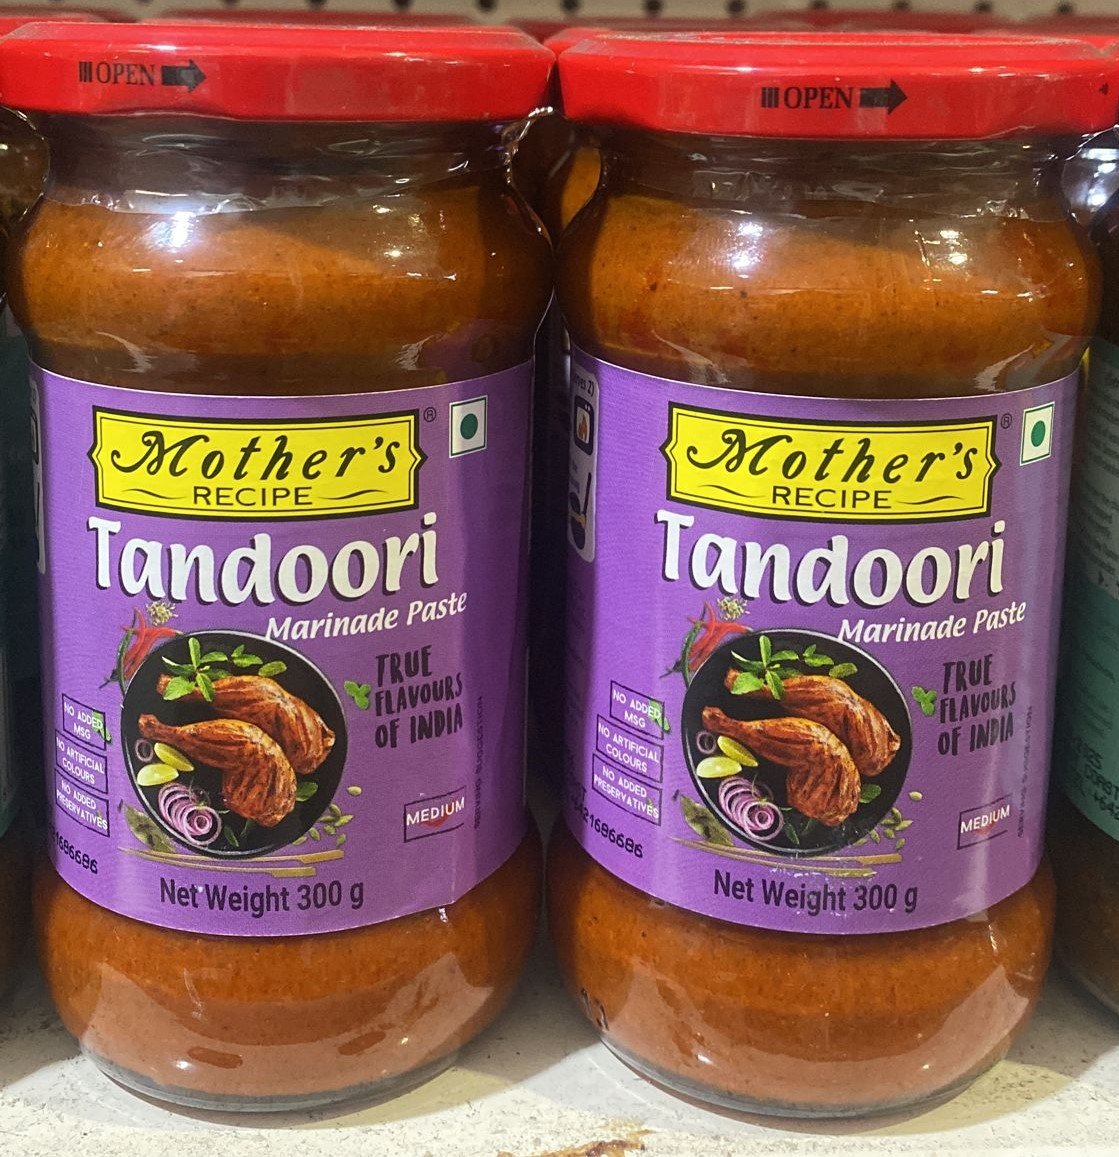 OPEN
Mother's ®
RECIPE
Tandoori
Marinade Paste
TRUE
FLAVOURS
OF INDIA
NO ADDED
MSG
NO ARTIFICIAL
COLOURS
NO ADDED
PRESERVATIVES
MEDIUM
Net Weight 300 g
OPEN
Mother's ®
RECIPE
Tandoori
Marinade Paste
TRUE
FLAVOURS
OF INDIA
NO ADDED
MSG
NO ARTIFICIAL
COLOURS
NO ADDED
PRESERVATIVES
21686686
MEDIUM
Net Weight 300 g